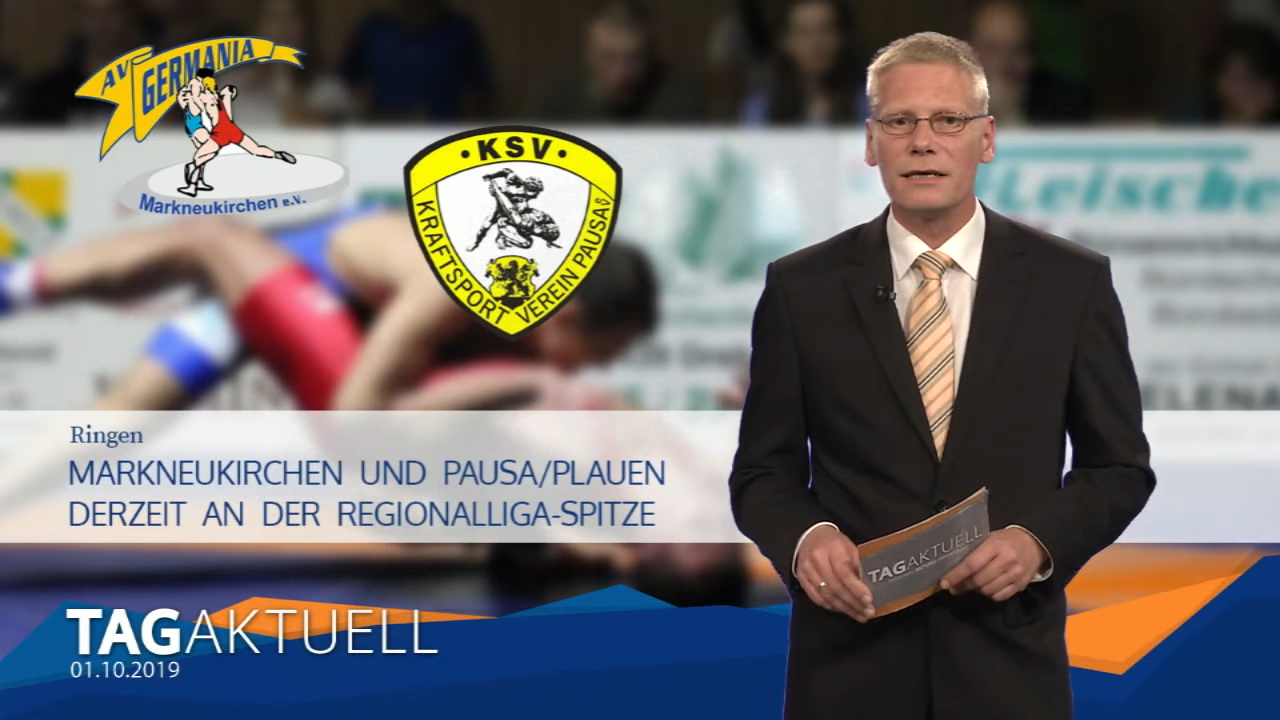 AV GERMANIA
Markneukirchen e.V.
·KSV·
KRAFTSPORT VEREIN PAUSA
Ringen
MARKNEUKIRCHEN UND PAUSA/PLAUEN
DERZEIT AN DER REGIONALLIGA-SPITZE
TAGAKTUELL
TAGAKTUELL
01.10.2019